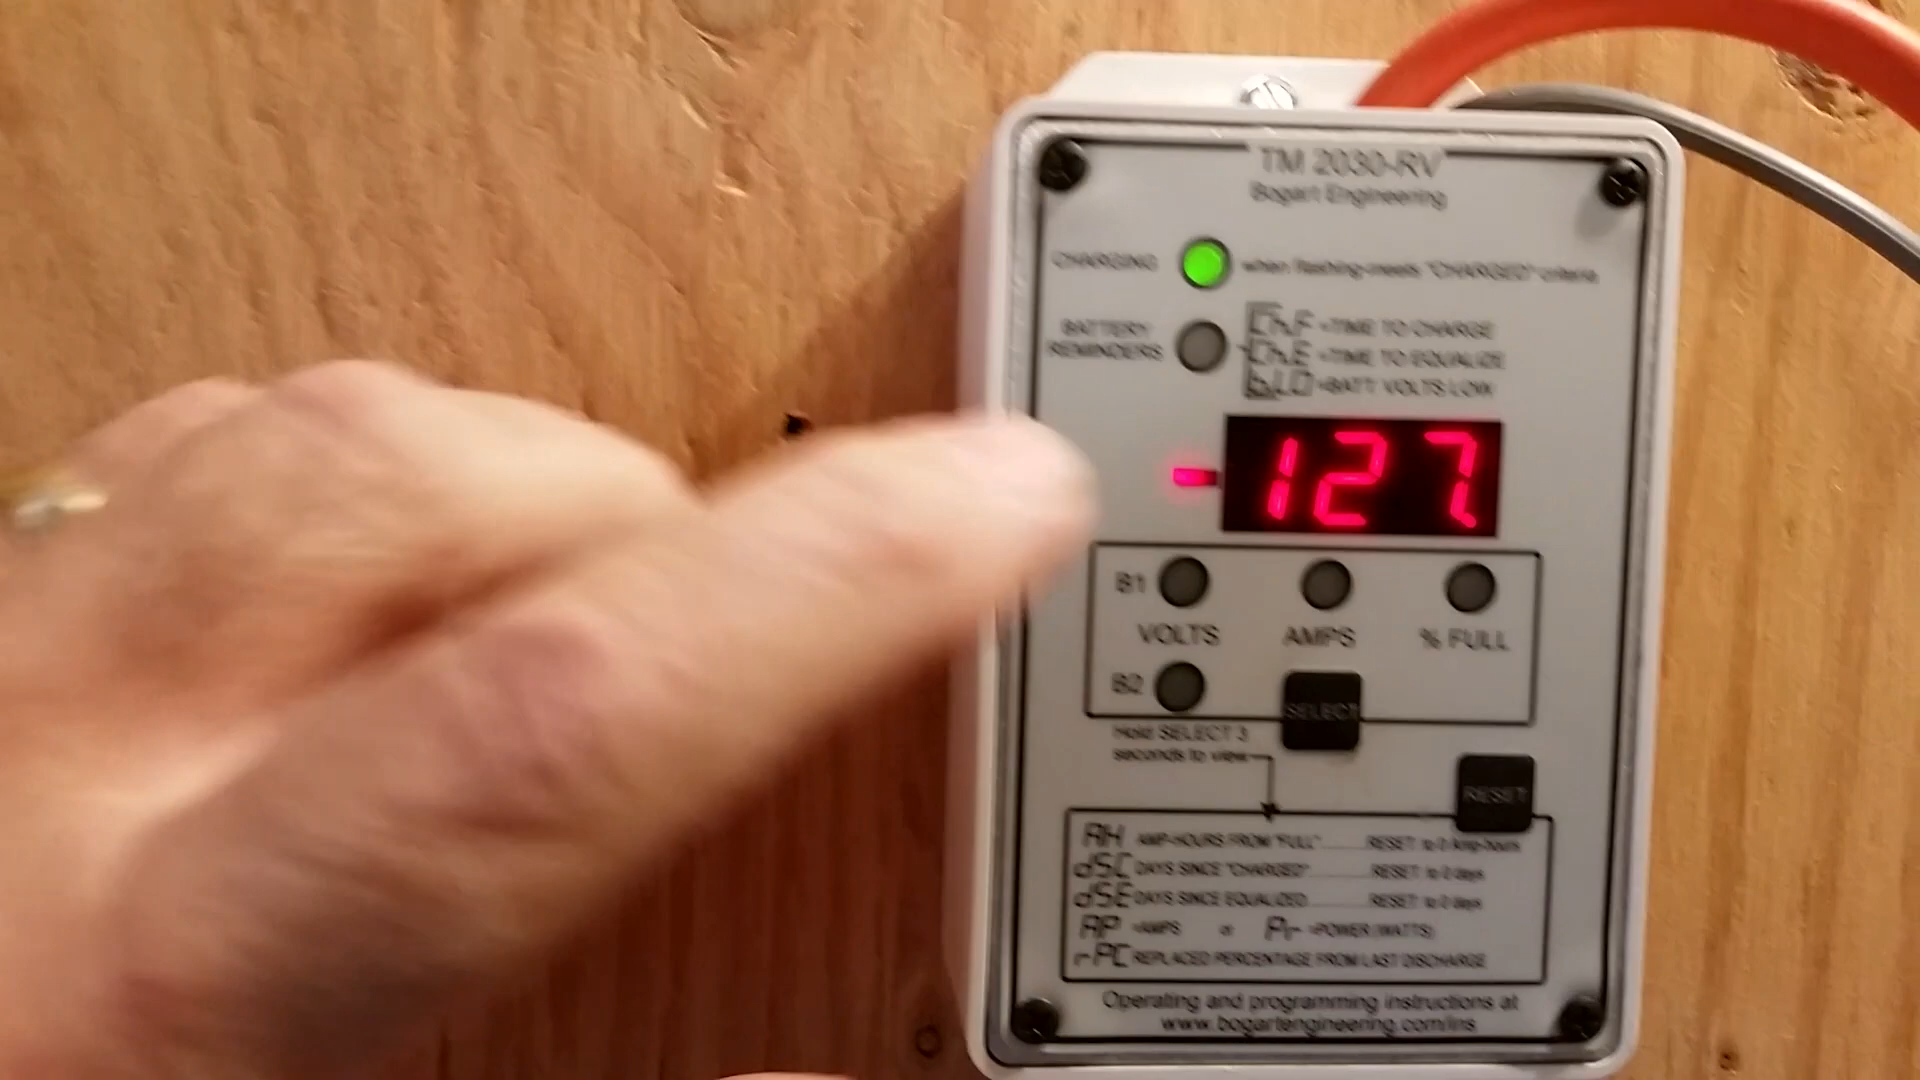 TM 2030-RV
Bogart Engineering
CHARGING when flashing-meets "CHARGED" criteria
BATTERY REMINDERS
ChF =TIME TO CHARGE
ChE =TIME TO EQUALIZE
bLO =BATT VOLTS LOW
-127.
B1
VOLTS AMPS % FULL
B2
SELECT
Hold SELECT 3
seconds to view
RESET
AH AMP-HOURS FROM "FULL"......RESET to 0 Amp-hours
dSC DAYS SINCE "CHARGED"......RESET to 0 days
dSE DAYS SINCE EQUALIZED......RESET to 0 days
AP =AMPS or Pr =POWER (WATTS)
rPC REPLACED PERCENTAGE FROM LAST DISCHARGE
Operating and programming instructions at
www.bogartengineering.com/ins